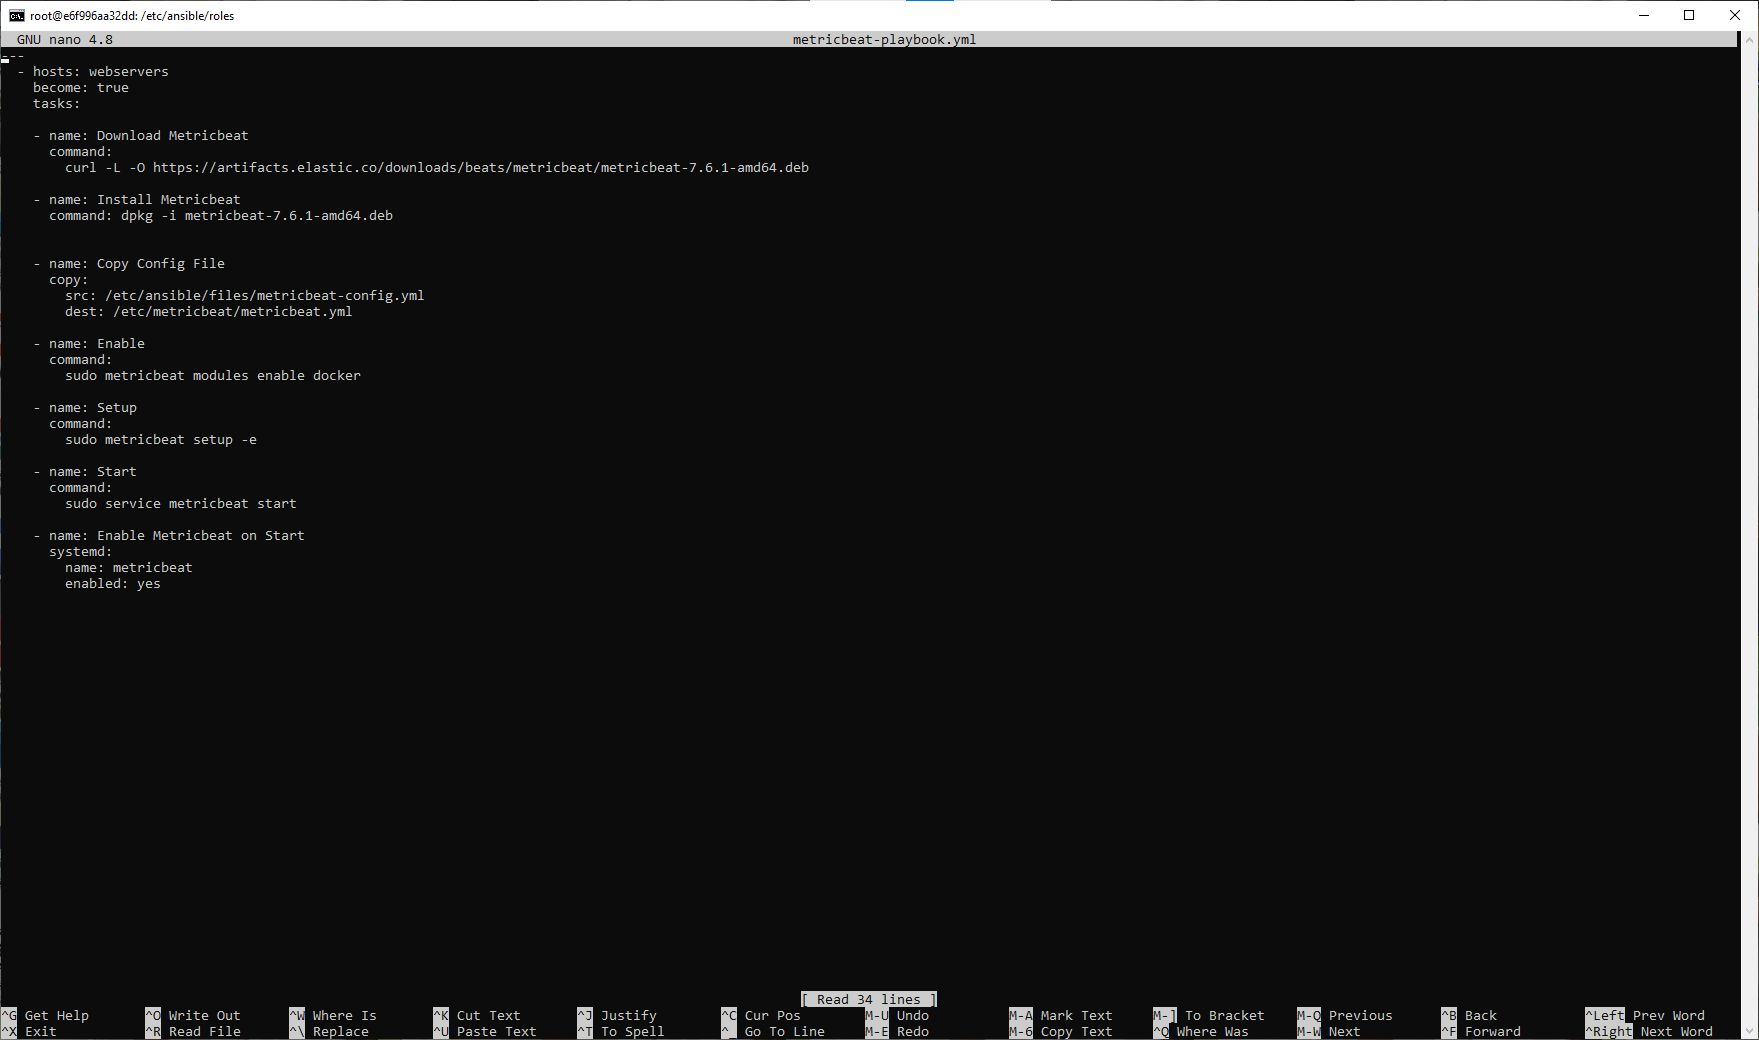 root@e6f996aa32dd: /etc/ansible/roles
GNU nano 4.8 metricbeat-playbook.yml
---
  - hosts: webservers
    become: true
    tasks:

    - name: Download Metricbeat
      command:
        curl -L -O https://artifacts.elastic.co/downloads/beats/metricbeat/metricbeat-7.6.1-amd64.deb

    - name: Install Metricbeat
      command: dpkg -i metricbeat-7.6.1-amd64.deb


    - name: Copy Config File
      copy:
        src: /etc/ansible/files/metricbeat-config.yml
        dest: /etc/metricbeat/metricbeat.yml

    - name: Enable
      command:
        sudo metricbeat modules enable docker

    - name: Setup
      command:
        sudo metricbeat setup -e

    - name: Start
      command:
        sudo service metricbeat start

    - name: Enable Metricbeat on Start
      systemd:
        name: metricbeat
        enabled: yes

[ Read 34 lines ]
^G Get Help ^O Write Out ^W Where Is ^K Cut Text ^J Justify ^C Cur Pos M-U Undo M-A Mark Text M-] To Bracket M-Q Previous ^B Back ^Left Prev Word
^X Exit ^R Read File ^\ Replace ^U Paste Text ^T To Spell ^_ Go To Line M-E Redo M-6 Copy Text ^Q Where Was M-W Next ^F Forward ^Right Next Word